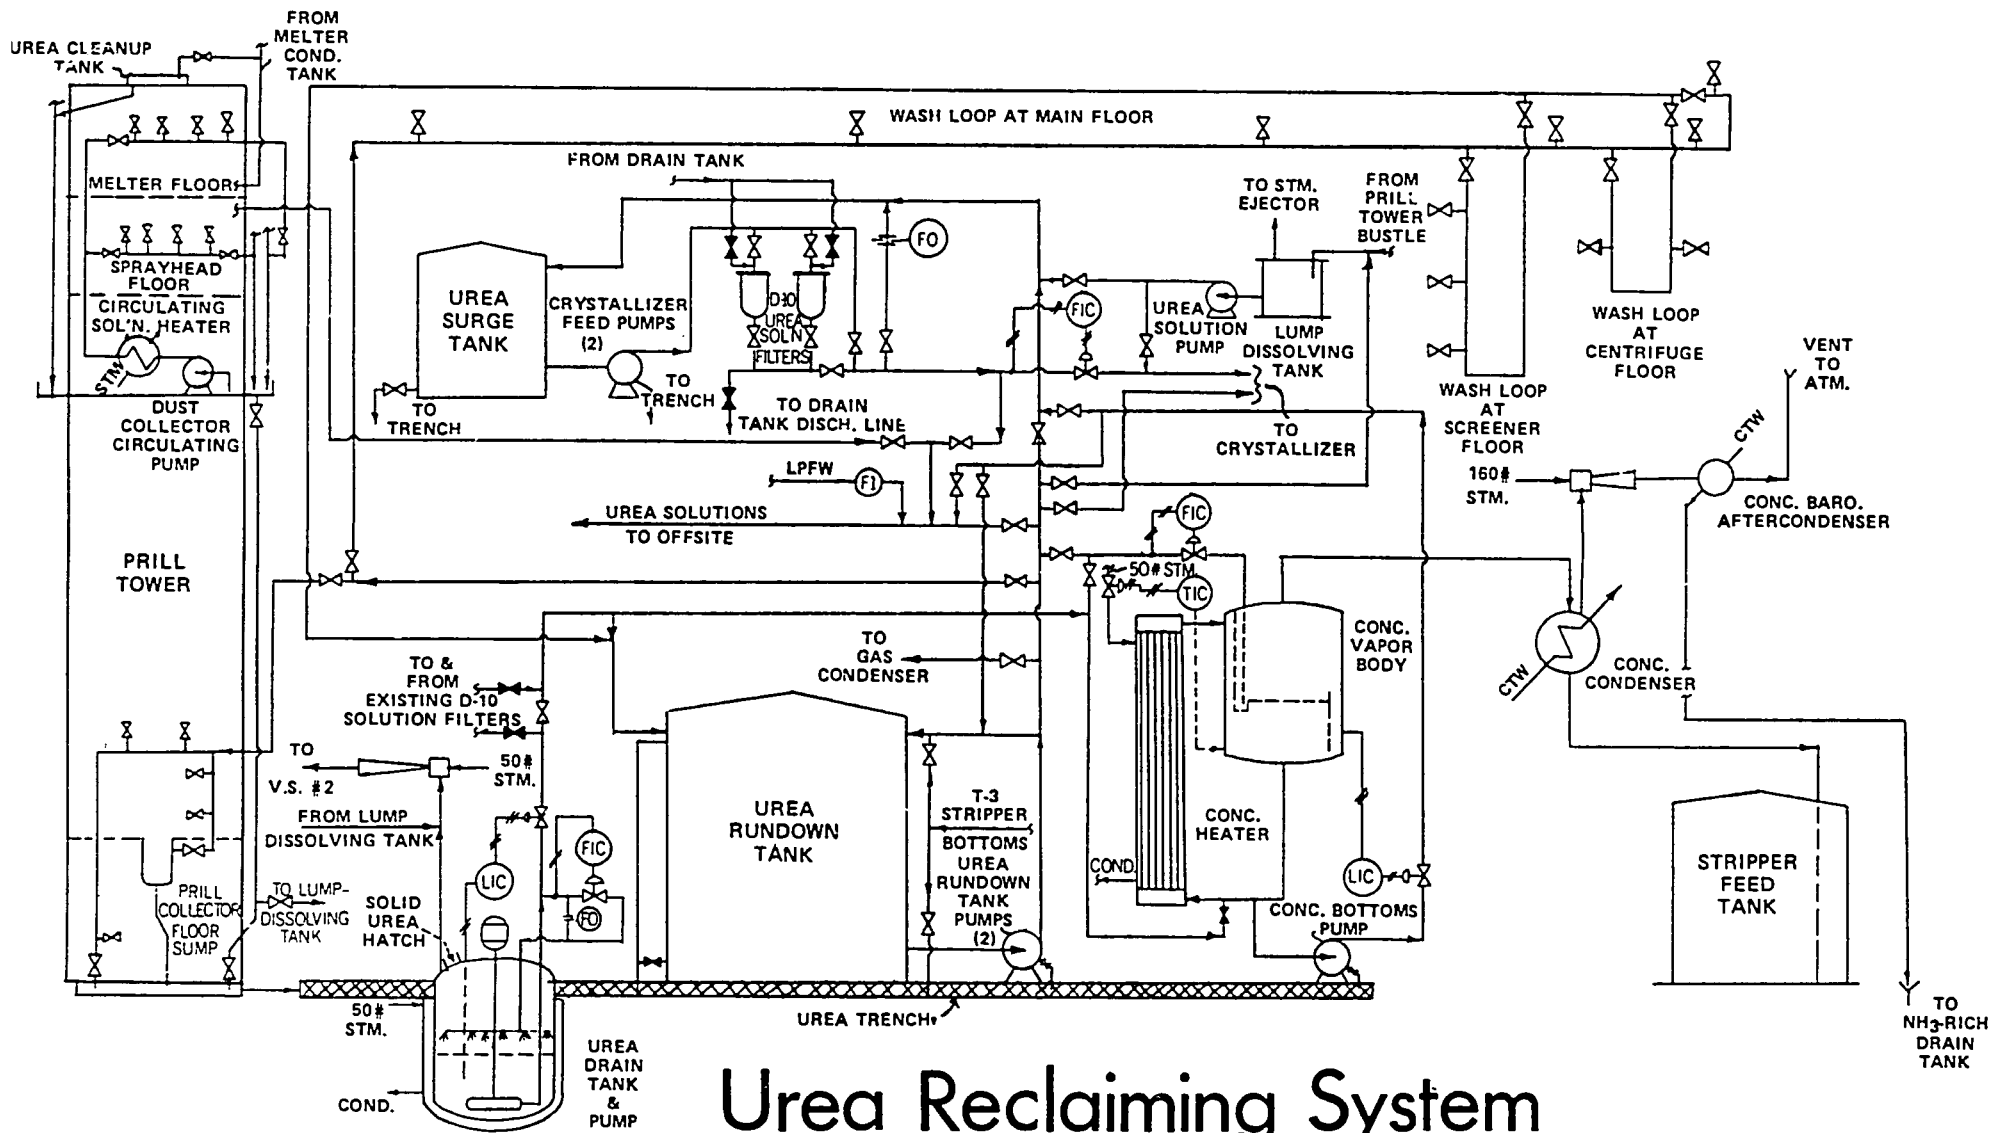 UREA CLEANUP
TANK
FROM
MELTER
COND.
TANK
WASH LOOP AT MAIN FLOOR
MELTER FLOOR
SPRAYHEAD
FLOOR
CIRCULATING
SOL'N. HEATER
STM
DUST
COLLECTOR
CIRCULATING
PUMP
PRILL
TOWER
FROM DRAIN TANK
UREA
SURGE
TANK
CRYSTALLIZER
FEED PUMPS
(2)
D-10
UREA
SOL'N
FILTERS
FO
TO
TRENCH
TO
TRENCH
TO DRAIN
TANK DISCH. LINE
FIC
UREA
SOLUTION
PUMP
TO STM.
EJECTOR
LUMP
DISSOLVING
TANK
FROM
PRILL
TOWER
BUSTLE
TO
CRYSTALLIZER
WASH LOOP
AT
SCREENER
FLOOR
WASH LOOP
AT
CENTRIFUGE
FLOOR
VENT
TO
ATM.
CTW
160#
STM.
CONC. BARO.
AFTERCONDENSER
LPFW
FI
UREA SOLUTIONS
TO OFFSITE
FIC
50# STM.
TIC
CONC.
VAPOR
BODY
CTW
CONC.
CONDENSER
TO
GAS
CONDENSER
TO &
FROM
EXISTING D-10
SOLUTION FILTERS
TO
V.S. #2
50#
STM.
FROM LUMP
DISSOLVING TANK
UREA
RUNDOWN
TANK
T-3
STRIPPER
BOTTOMS
UREA
RUNDOWN
TANK
PUMPS
(2)
CONC.
HEATER
COND.
LIC
CONC. BOTTOMS
PUMP
STRIPPER
FEED
TANK
FIC
LIC
FO
SOLID
UREA
HATCH
PRILL
COLLECTOR
FLOOR
SUMP
TO LUMP-
DISSOLVING
TANK
50#
STM.
COND.
UREA
DRAIN
TANK
&
PUMP
UREA TRENCH
TO
NH3-RICH
DRAIN
TANK
Urea Reclaiming System